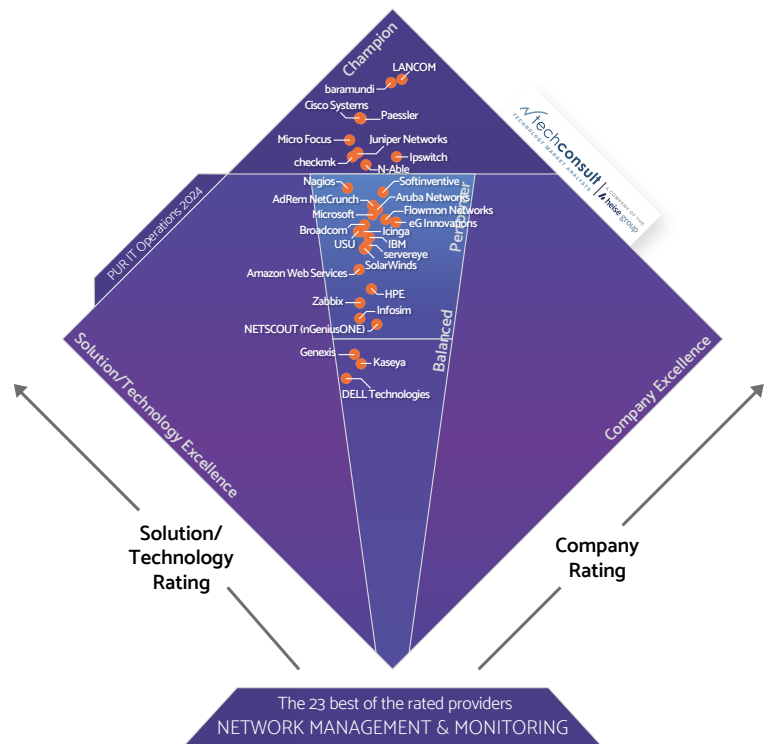 Champion
LANCOM
baramundi
Cisco Systems
Paessler
Micro Focus
Juniper Networks
checkmk
Ipswitch
N-Able
techconsult
TECHNOLOGY MARKET ANALYSTS
A COMPANY OF THE
heise group
PUR IT Operations 2024
Nagios
Softinventive
AdRem NetCrunch
Aruba Networks
Microsoft
Flowmon Networks
Broadcom
eG Innovations
Icinga
USU
IBM
servereye
SolarWinds
Performer
Amazon Web Services
HPE
Zabbix
Infosim
NETSCOUT (nGeniusONE)
Balanced
Genexis
Kaseya
DELL Technologies
Solution/Technology Excellence
Company Excellence
Solution/
Technology
Rating
Company
Rating
The 23 best of the rated providers
NETWORK MANAGEMENT & MONITORING